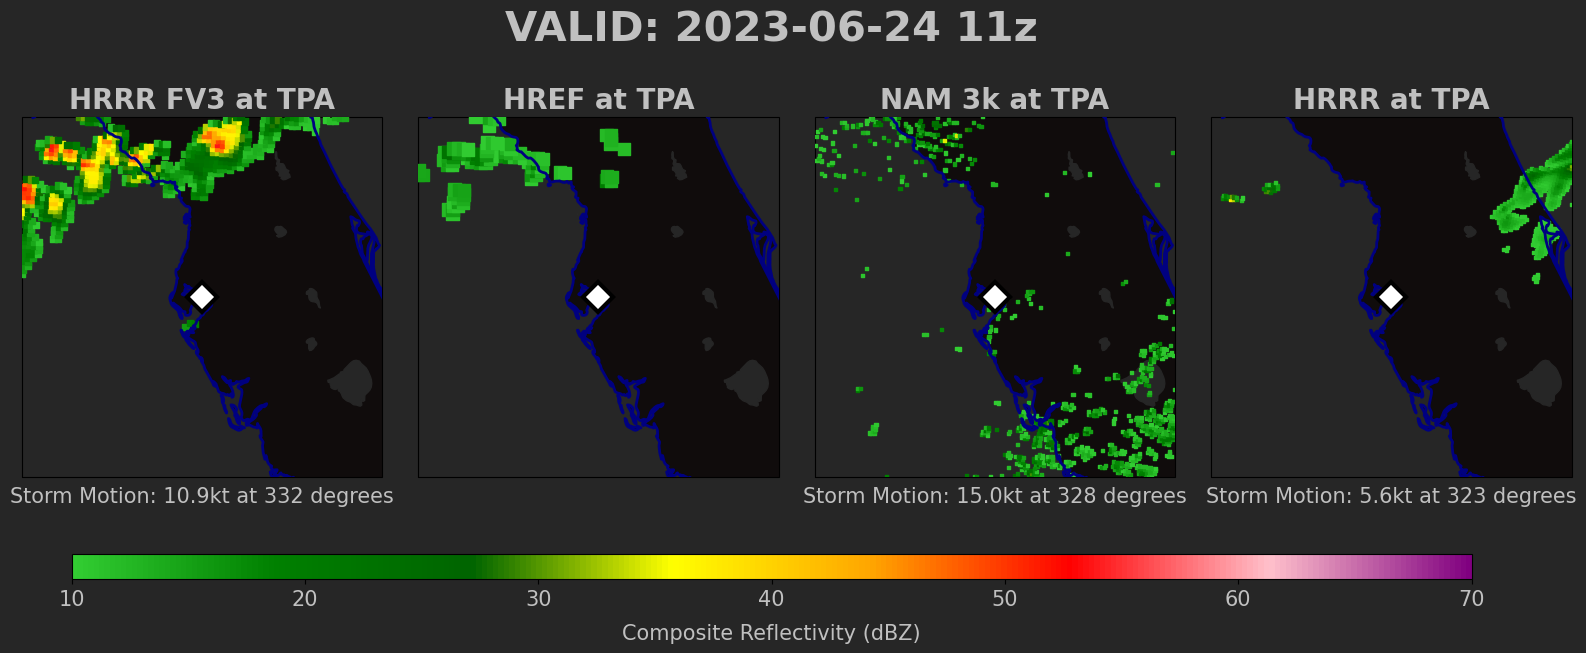 VALID: 2023-06-24 11z
HRRR FV3 at TPA
HREF at TPA
NAM 3k at TPA
HRRR at TPA
Storm Motion: 10.9kt at 332 degrees
Storm Motion: 15.0kt at 328 degrees
Storm Motion: 5.6kt at 323 degrees
10 20 30 40 50 60 70
Composite Reflectivity (dBZ)